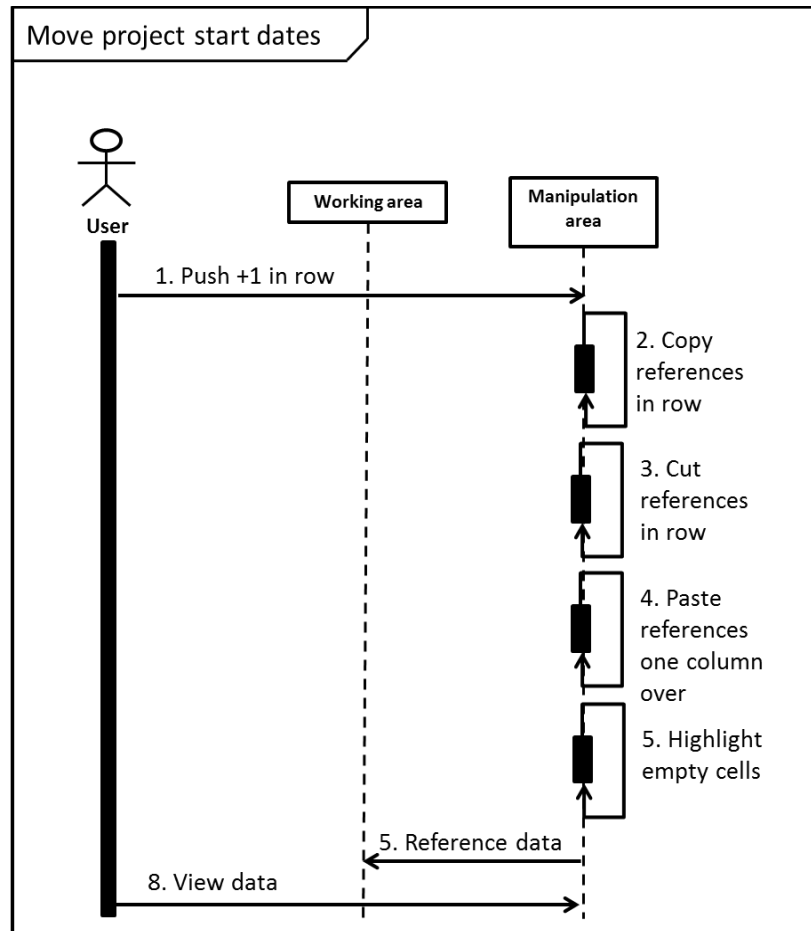 Move project start dates
User
Working area
Manipulation
area
1. Push +1 in row
2. Copy
references
in row
3. Cut
references
in row
4. Paste
references
one column
over
5. Highlight
empty cells
5. Reference data
8. View data